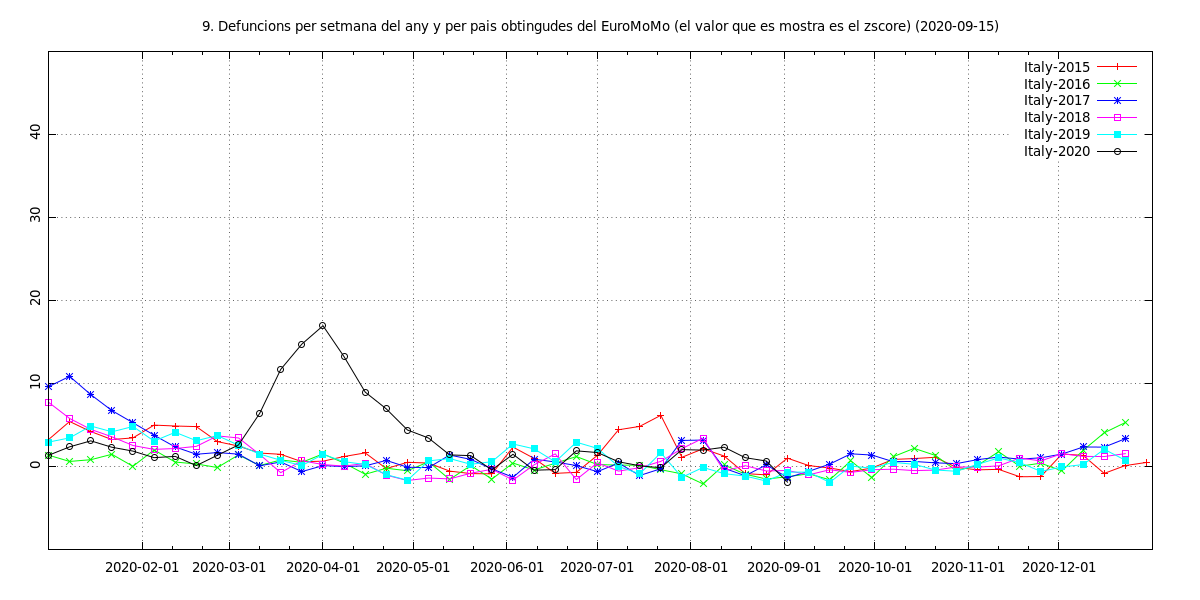 9. Defuncions per setmana del any y per pais obtingudes del EuroMoMo (el valor que es mostra es el zscore) (2020-09-15)
Italy-2015
Italy-2016
Italy-2017
Italy-2018
Italy-2019
Italy-2020
40
30
20
10
0
2020-02-01 2020-03-01 2020-04-01 2020-05-01 2020-06-01 2020-07-01 2020-08-01 2020-09-01 2020-10-01 2020-11-01 2020-12-01